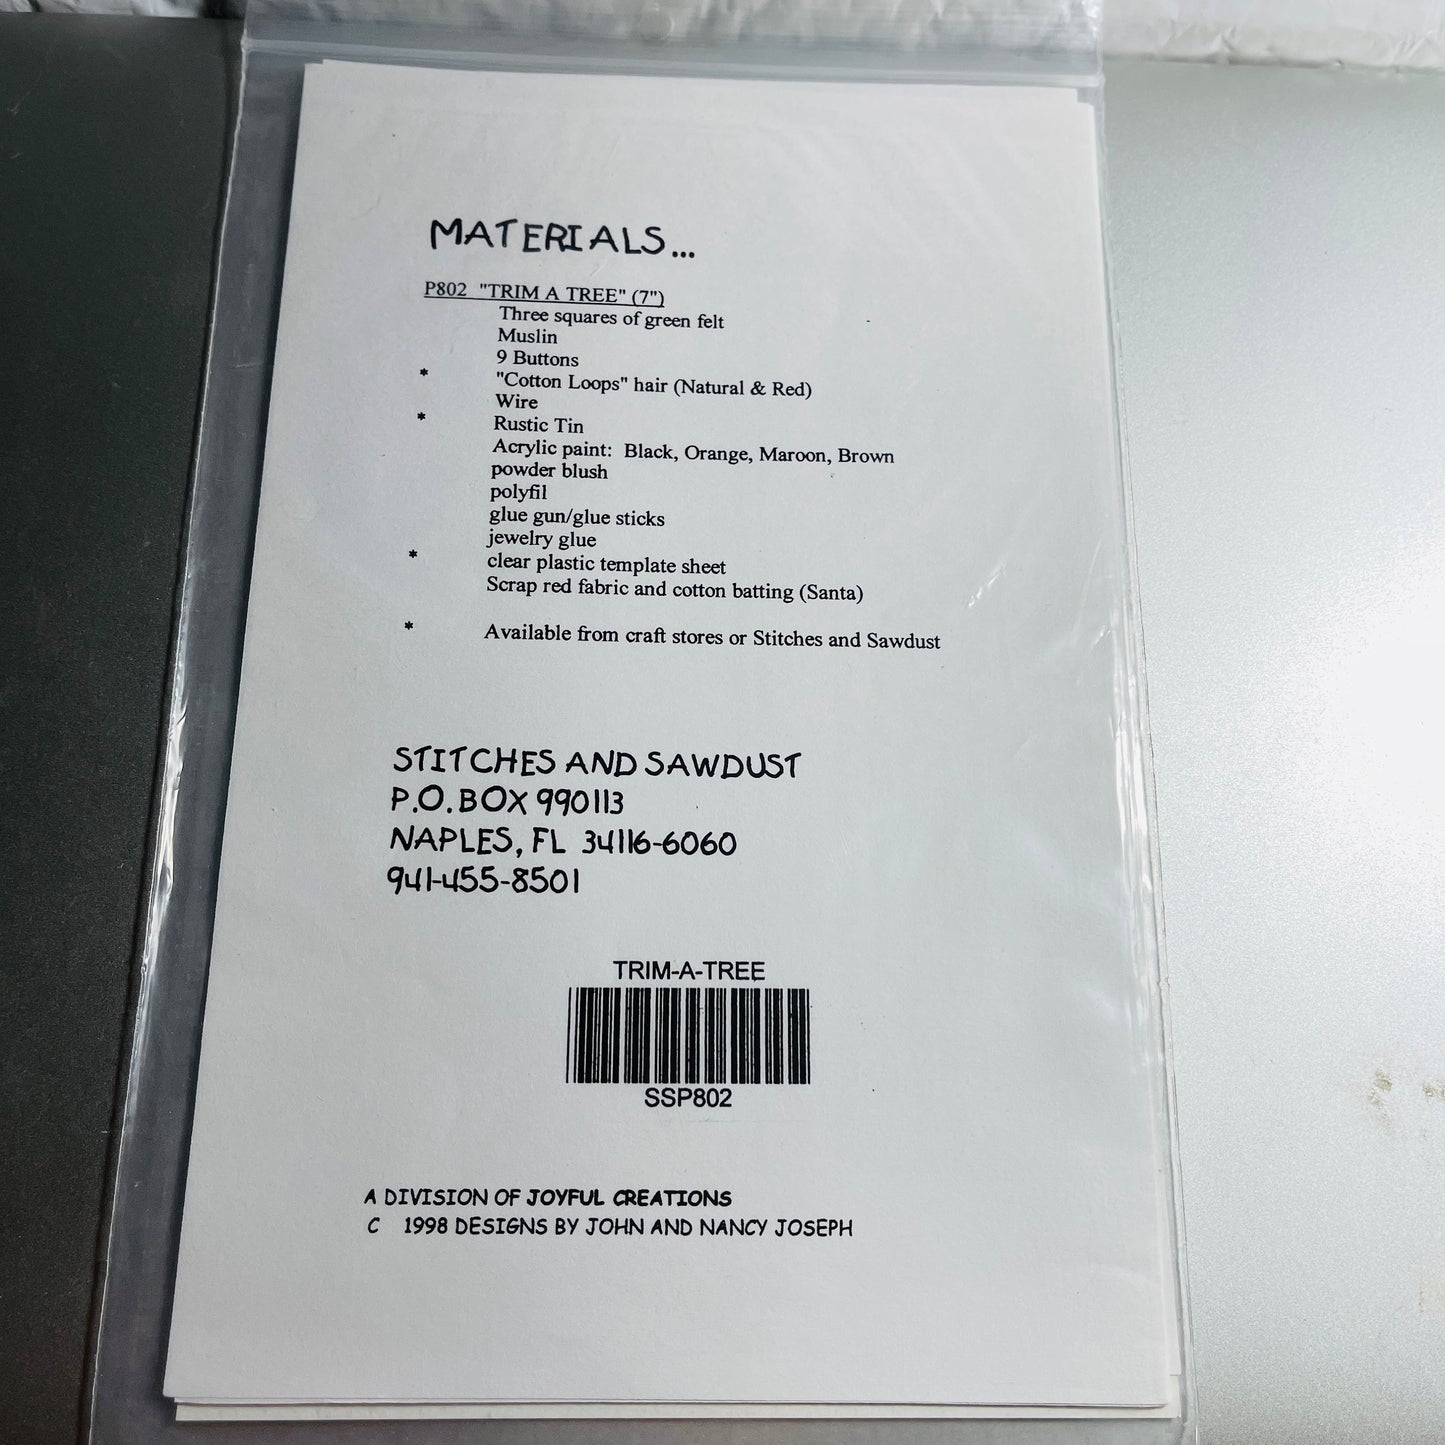 MATERIALS...
P802 "TRIM A TREE" (7")
Three squares of green felt
Muslin
9 Buttons
* "Cotton Loops" hair (Natural & Red)
Wire
* Rustic Tin
Acrylic paint: Black, Orange, Maroon, Brown
powder blush
polyfil
glue gun/glue sticks
jewelry glue
* clear plastic template sheet
Scrap red fabric and cotton batting (Santa)
* Available from craft stores or Stitches and Sawdust
STITCHES AND SAWDUST
P.O. BOX 990113
NAPLES, FL 34116-6060
941-455-8501
TRIM-A-TREE
SSP802
A DIVISION OF JOYFUL CREATIONS
C 1998 DESIGNS BY JOHN AND NANCY JOSEPH